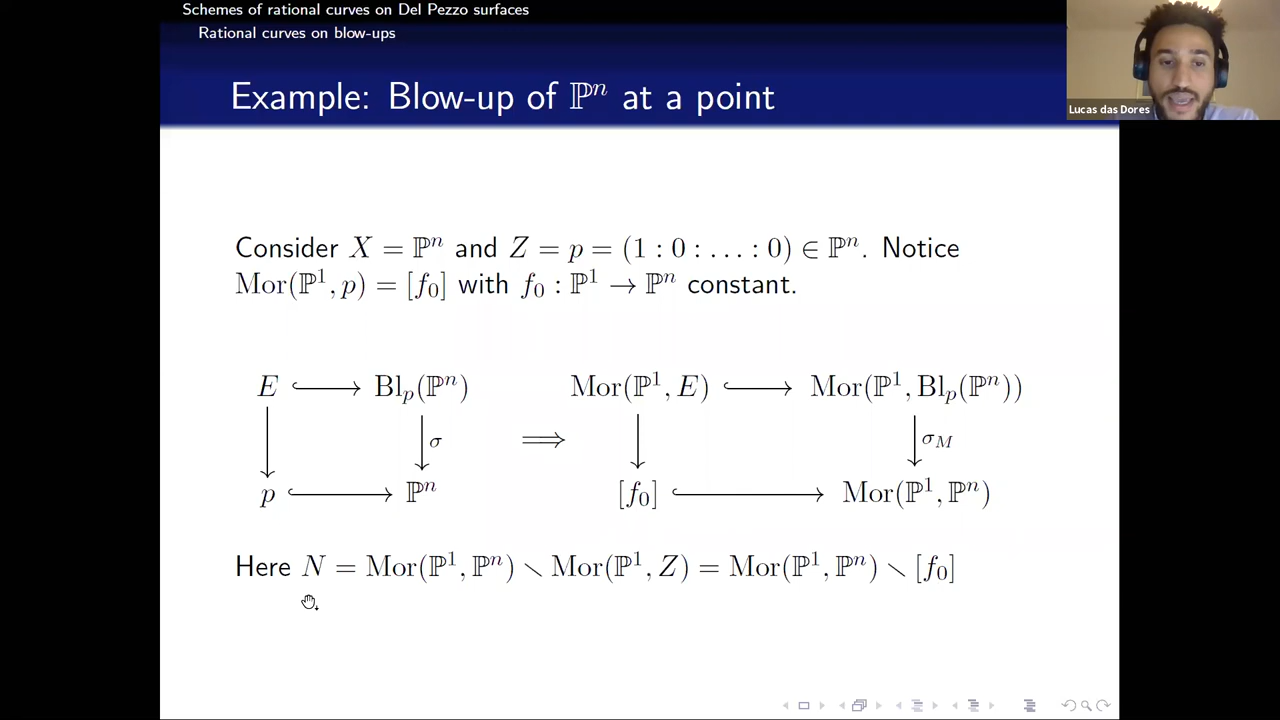 Schemes of rational curves on Del Pezzo surfaces
Rational curves on blow-ups
Example: Blow-up of ℙⁿ at a point
Lucas das Dores
Consider X = ℙⁿ and Z = p = (1 : 0 : … : 0) ∈ ℙⁿ. Notice
Mor(ℙ¹, p) = [f₀] with f₀ : ℙ¹ → ℙⁿ constant.
E ↪ Blₚ(ℙⁿ) Mor(ℙ¹, E) ↪ Mor(ℙ¹, Blₚ(ℙⁿ))
↓ ↓ σ ⟹ ↓ ↓ σ_M
p ↪ ℙⁿ [f₀] ↪ Mor(ℙ¹, ℙⁿ)
Here N = Mor(ℙ¹, ℙⁿ) ∖ Mor(ℙ¹, Z) = Mor(ℙ¹, ℙⁿ) ∖ [f₀]